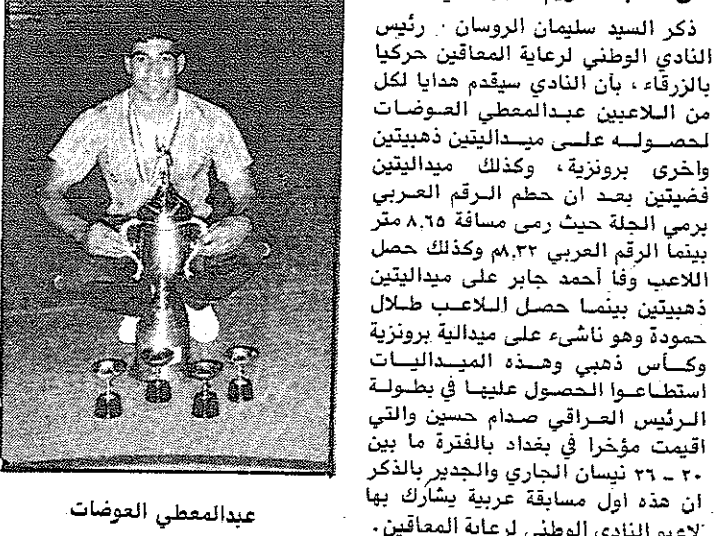 ذكر السيد سليمان الروسان . رئيس
النادي الوطني لرعاية المعاقين حركيا
بالزرقاء ، بأن النادي سيقدم هدايا لكل
من اللاعبين عبدالمعطي العوضات
لحصوله على ميداليتين ذهبيتين
واخرى برونزية، وكذلك ميداليتين
فضيتين بعد ان حطم الرقم العربي
برمي الجلة حيث رمى مسافة ٨,٦٥ متر
بينما الرقم العربي ٨,٣٢م وكذلك حصل
اللاعب وفا أحمد جابر على ميداليتين
ذهبيتين بينما حصل اللاعب طلال
حمودة وهو ناشىء على ميدالية برونزية
وكأس ذهبي وهذه الميداليات
استطاعوا الحصول عليها في بطولة
الرئيس العراقي صدام حسين والتي
اقيمت مؤخرا في بغداد بالفترة ما بين
٢٠ - ٢٦ نيسان الجاري والجدير بالذكر
أن هذه أول مسابقة عربية يشارك بها
لاعبو النادي الوطني لرعاية المعاقين .
عبدالمعطي العوضات